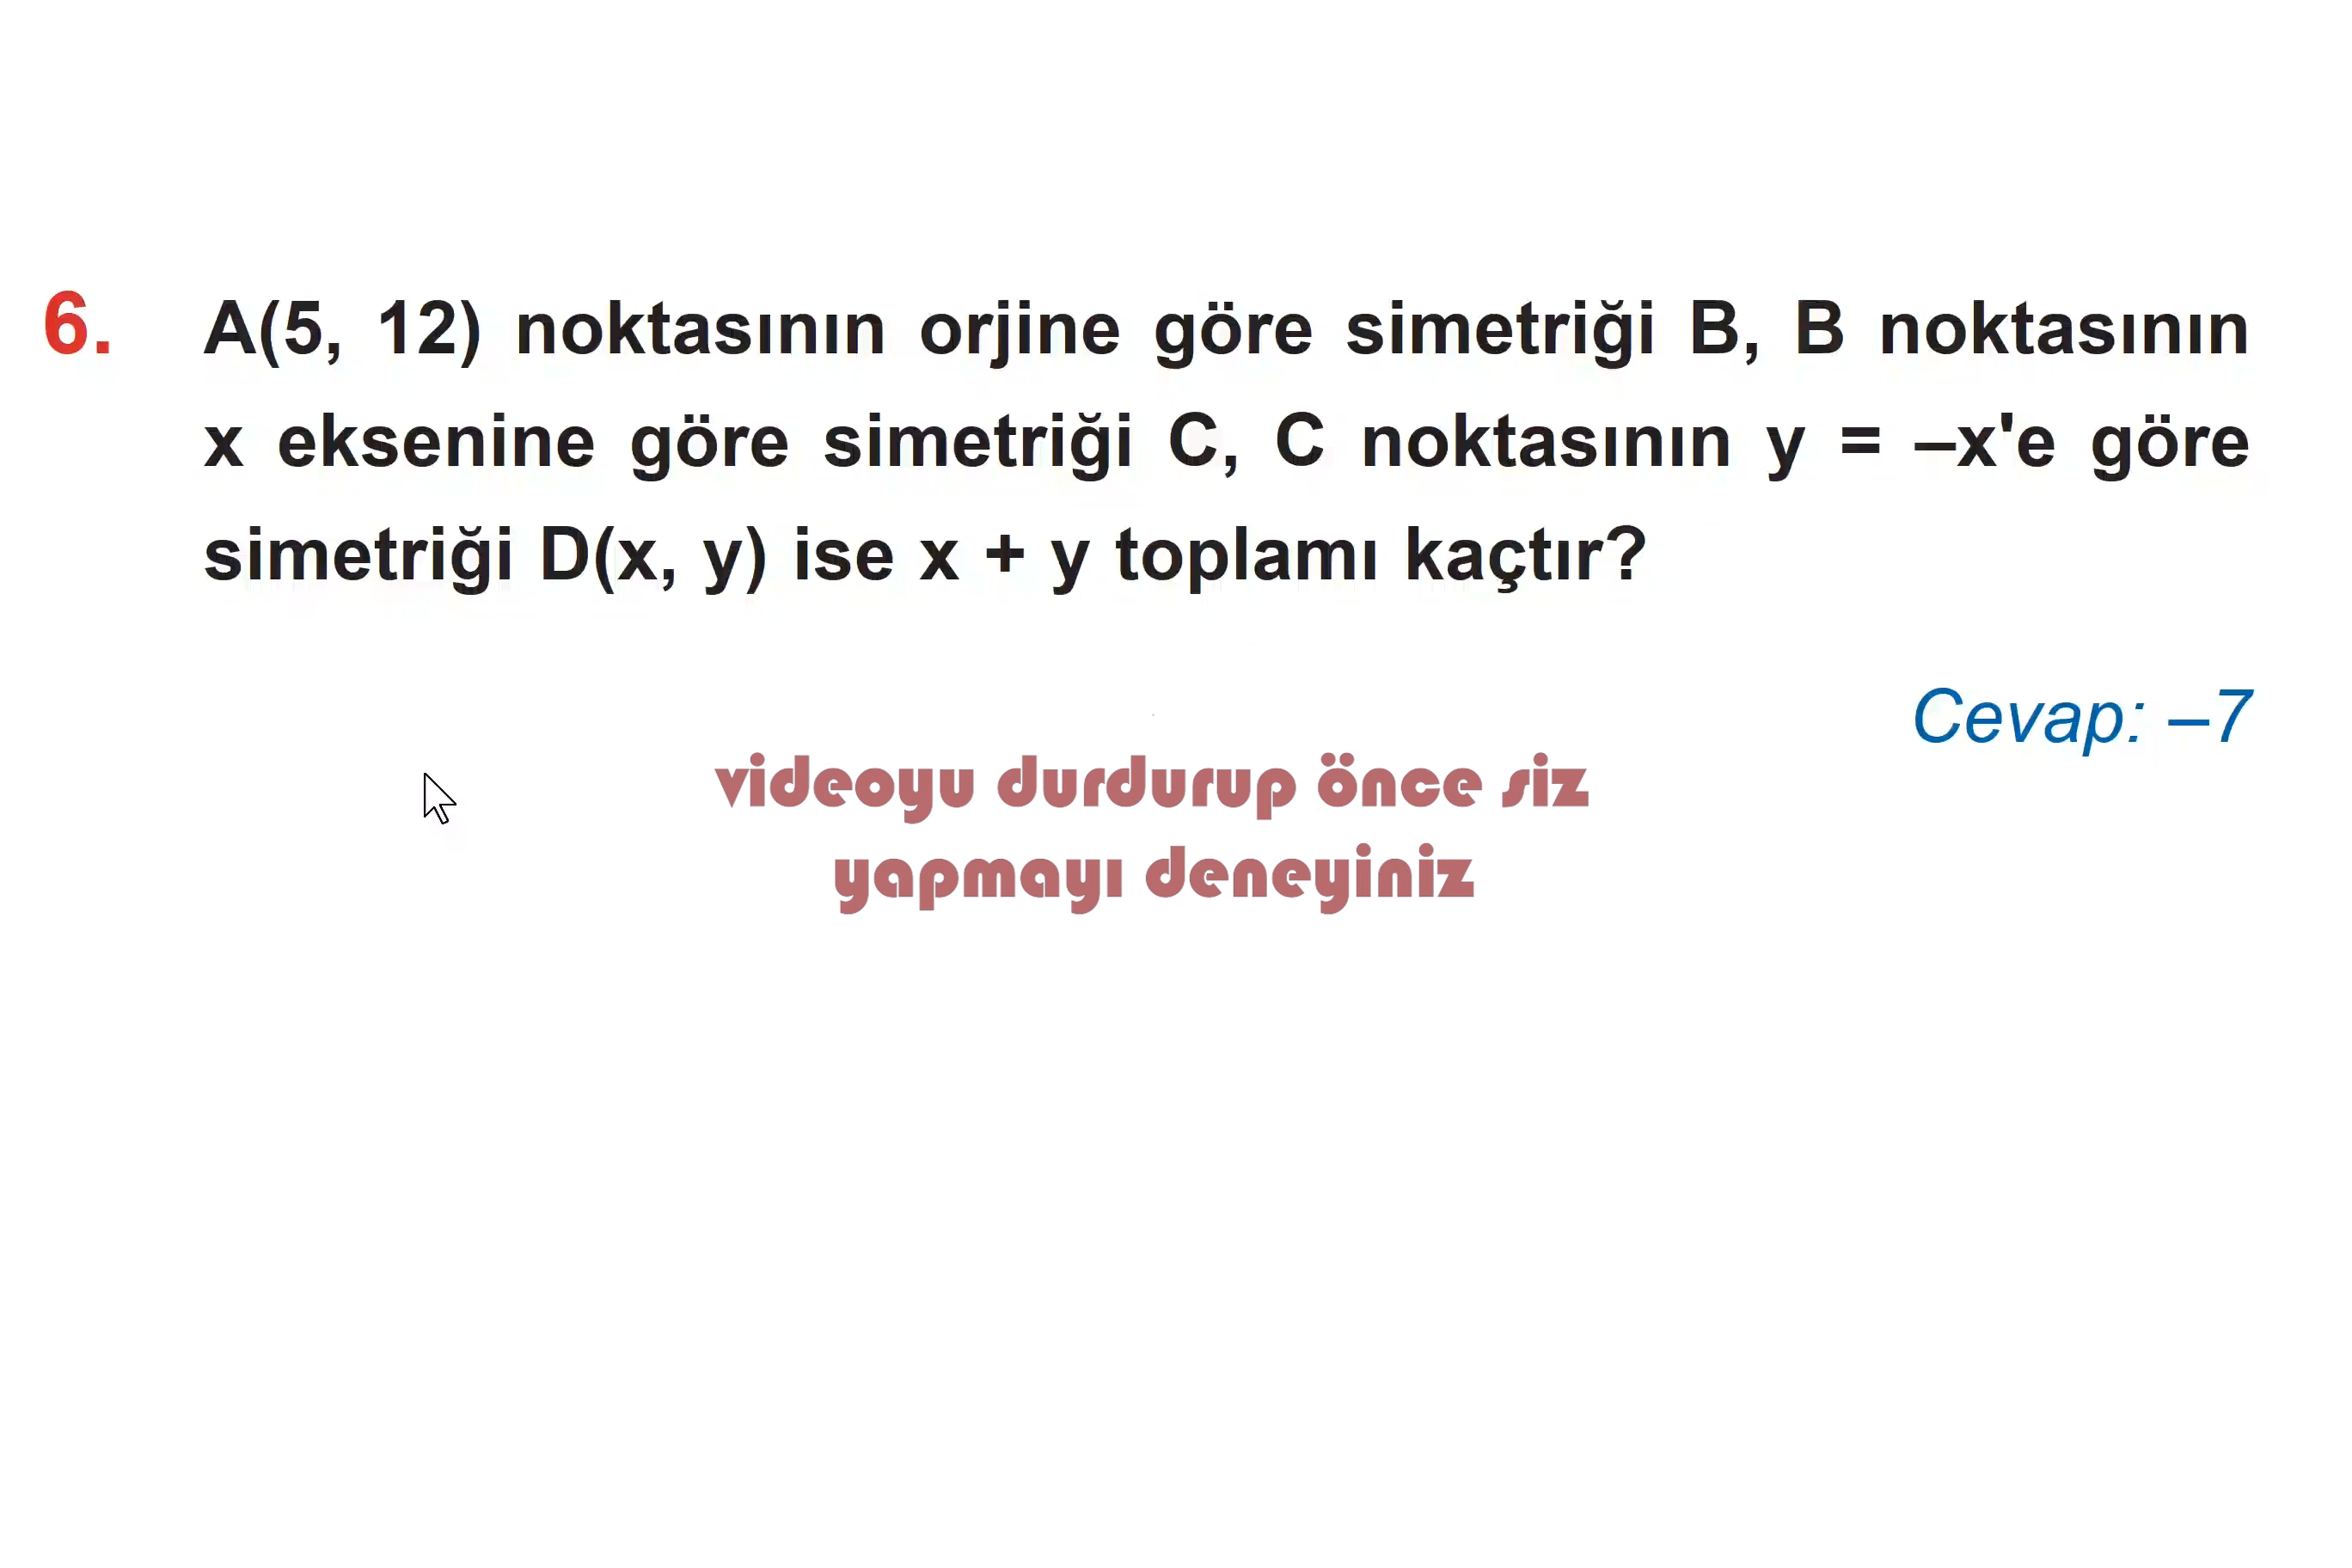 6. A(5, 12) noktasının orjine göre simetriği B, B noktasının
x eksenine göre simetriği C, C noktasının y = –x'e göre
simetriği D(x, y) ise x + y toplamı kaçtır?
Cevap: –7
videoyu durdurup önce siz
yapmayı deneyiniz